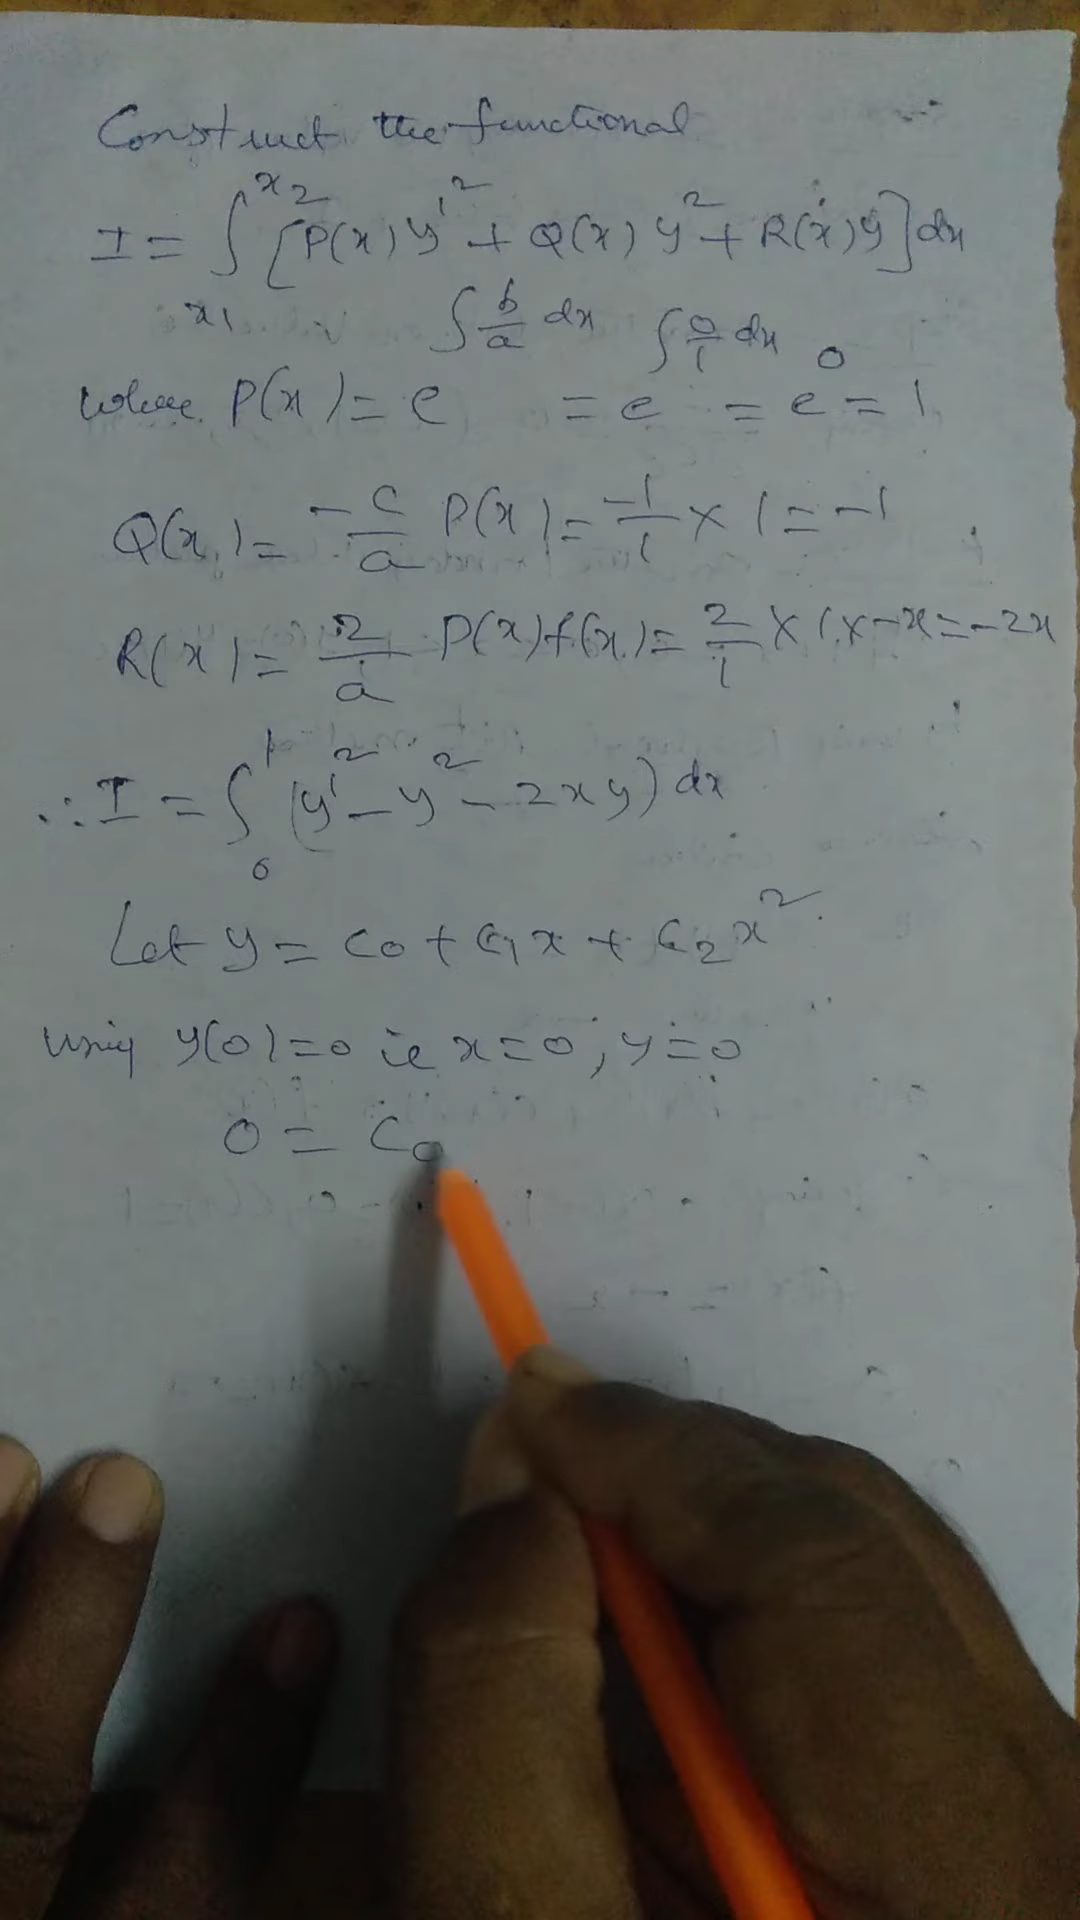 Construct the functional
I = ∫_{x1}^{x2} [P(x) y'^2 + Q(x) y^2 + R(x) y] dx
where P(x) = e^{∫ b/a dx} = e^{∫ 0/1 dx} = e^0 = 1
Q(x) = -c/a P(x) = -1/1 × 1 = -1
R(x) = 2/a P(x) f(x) = 2/1 × 1 × -x = -2x
∴ I = ∫_0^1 (y'^2 - y^2 - 2xy) dx
Let y = c0 + c1x + c2x^2.
using y(0) = 0 ie x = 0, y = 0
0 = c0